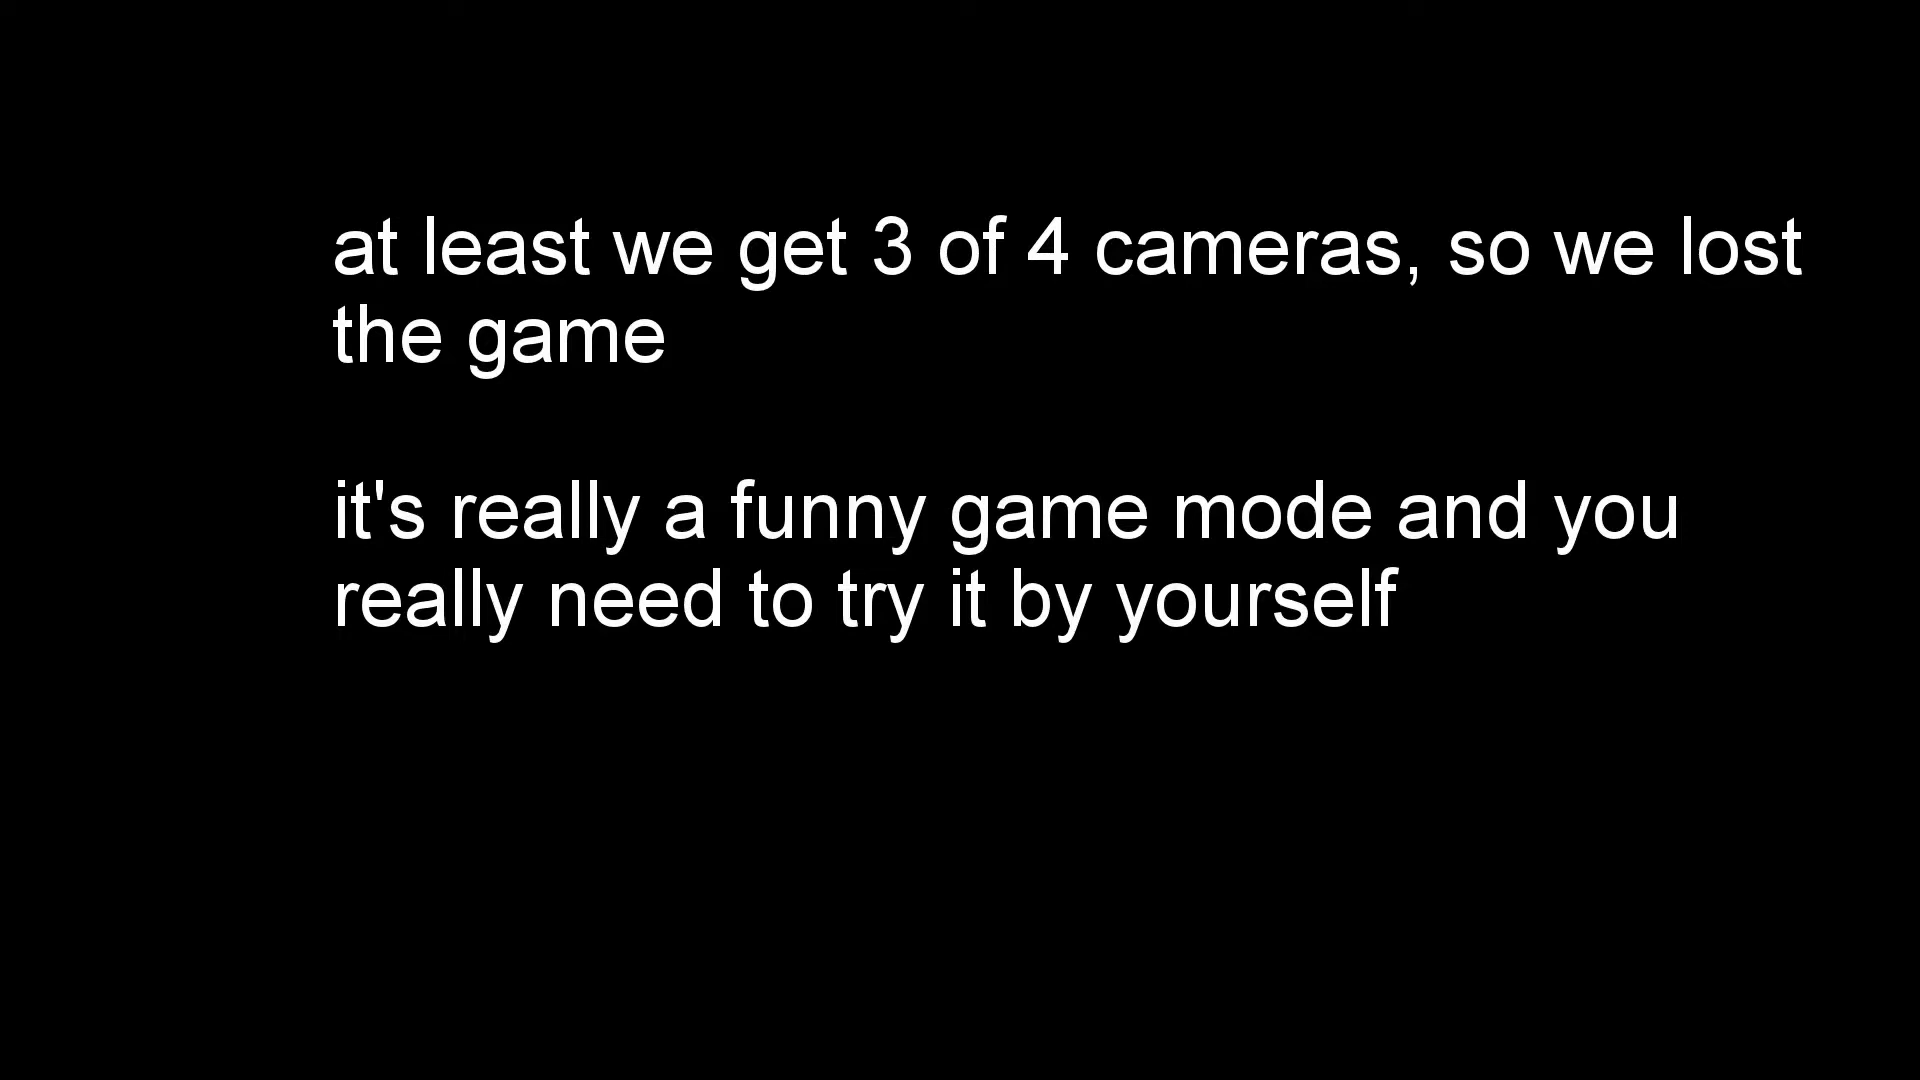 at least we get 3 of 4 cameras, so we lost
the game
it's really a funny game mode and you
really need to try it by yourself